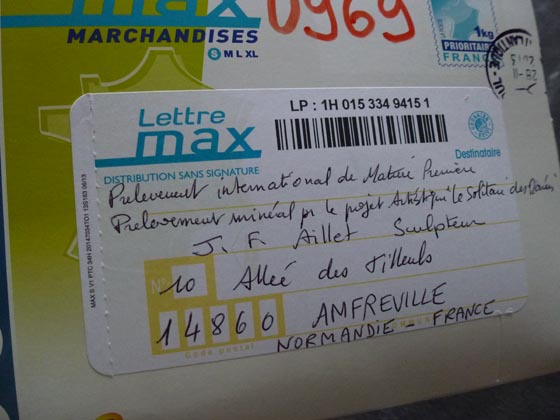 max
MARCHANDISES
S M L XL
0969
1kg
PRIORITAIRE
FRANCE
LP : 1H 015 334 9415 1
Lettre
max
DISTRIBUTION SANS SIGNATURE
Destinataire
Prelevement international de Matière Première
Prelevement minéral pr le projet Artistique "le Solitaire des
J. F. Aillet Sculpteur
N° 10 Allée des Tilleuls
14860 AMFREVILLE
Code postal
NORMANDIE - FRANCE